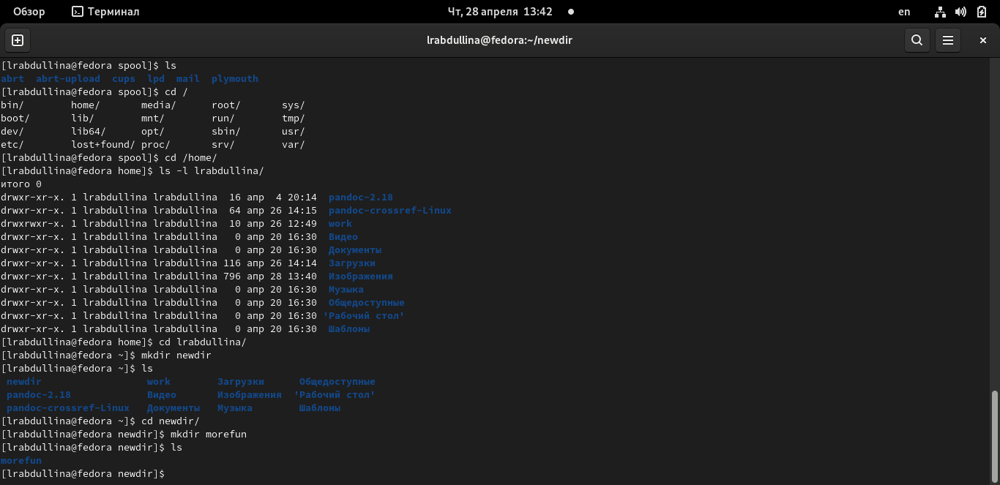 Обзор Терминал Чт, 28 апреля 13:42 en
lrabdullina@fedora:~/newdir
[lrabdullina@fedora spool]$ ls
abrt  abrt-upload  cups  lpd  mail  plymouth
[lrabdullina@fedora spool]$ cd /
bin/        home/       media/      root/       sys/
boot/       lib/        mnt/        run/        tmp/
dev/        lib64/      opt/        sbin/       usr/
etc/        lost+found/ proc/       srv/        var/
[lrabdullina@fedora spool]$ cd /home/
[lrabdullina@fedora home]$ ls -l lrabdullina/
итого 0
drwxr-xr-x. 1 lrabdullina lrabdullina  16 апр  4 20:14  pandoc-2.18
drwxr-xr-x. 1 lrabdullina lrabdullina  64 апр 26 14:15  pandoc-crossref-Linux
drwxrwxr-x. 1 lrabdullina lrabdullina  10 апр 26 12:49  work
drwxr-xr-x. 1 lrabdullina lrabdullina   0 апр 20 16:30  Видео
drwxr-xr-x. 1 lrabdullina lrabdullina   0 апр 20 16:30  Документы
drwxr-xr-x. 1 lrabdullina lrabdullina 116 апр 26 14:14  Загрузки
drwxr-xr-x. 1 lrabdullina lrabdullina 796 апр 28 13:40  Изображения
drwxr-xr-x. 1 lrabdullina lrabdullina   0 апр 20 16:30  Музыка
drwxr-xr-x. 1 lrabdullina lrabdullina   0 апр 20 16:30  Общедоступные
drwxr-xr-x. 1 lrabdullina lrabdullina   0 апр 20 16:30 'Рабочий стол'
drwxr-xr-x. 1 lrabdullina lrabdullina   0 апр 20 16:30  Шаблоны
[lrabdullina@fedora home]$ cd lrabdullina/
[lrabdullina@fedora ~]$ mkdir newdir
[lrabdullina@fedora ~]$ ls
 newdir                  work        Загрузки      Общедоступные
 pandoc-2.18             Видео       Изображения  'Рабочий стол'
 pandoc-crossref-Linux   Документы   Музыка        Шаблоны
[lrabdullina@fedora ~]$ cd newdir/
[lrabdullina@fedora newdir]$ mkdir morefun
[lrabdullina@fedora newdir]$ ls
morefun
[lrabdullina@fedora newdir]$